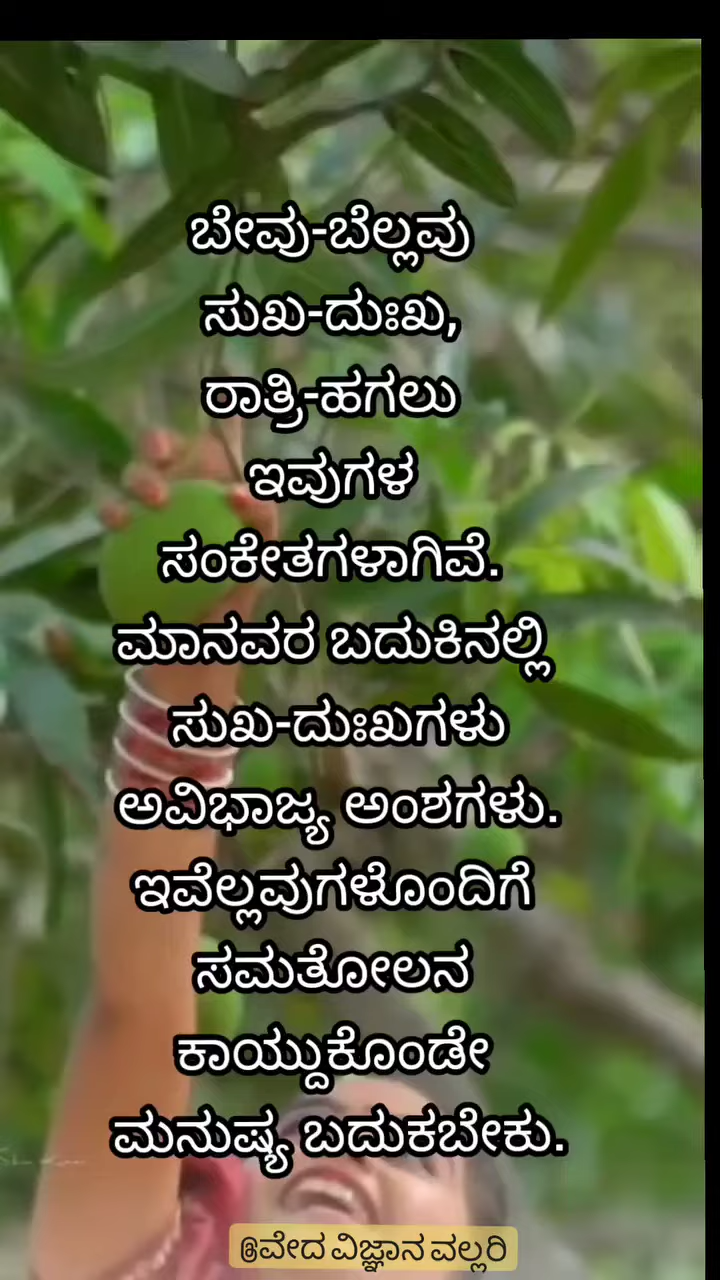 ಬೇವು-ಬೆಲ್ಲವು
ಸುಖ-ದುಃಖ,
ರಾತ್ರಿ-ಹಗಲು
ಇವುಗಳ
ಸಂಕೇತಗಳಾಗಿವೆ.
ಮಾನವರ ಬದುಕಿನಲ್ಲಿ
ಸುಖ-ದುಃಖಗಳು
ಅವಿಭಾಜ್ಯ ಅಂಶಗಳು.
ಇವೆಲ್ಲವುಗಳೊಂದಿಗೆ
ಸಮತೋಲನ
ಕಾಯ್ದುಕೊಂಡೇ
ಮನುಷ್ಯ ಬದುಕಬೇಕು.
ವೇದ ವಿಜ್ಞಾನ ವಲ್ಲರಿ